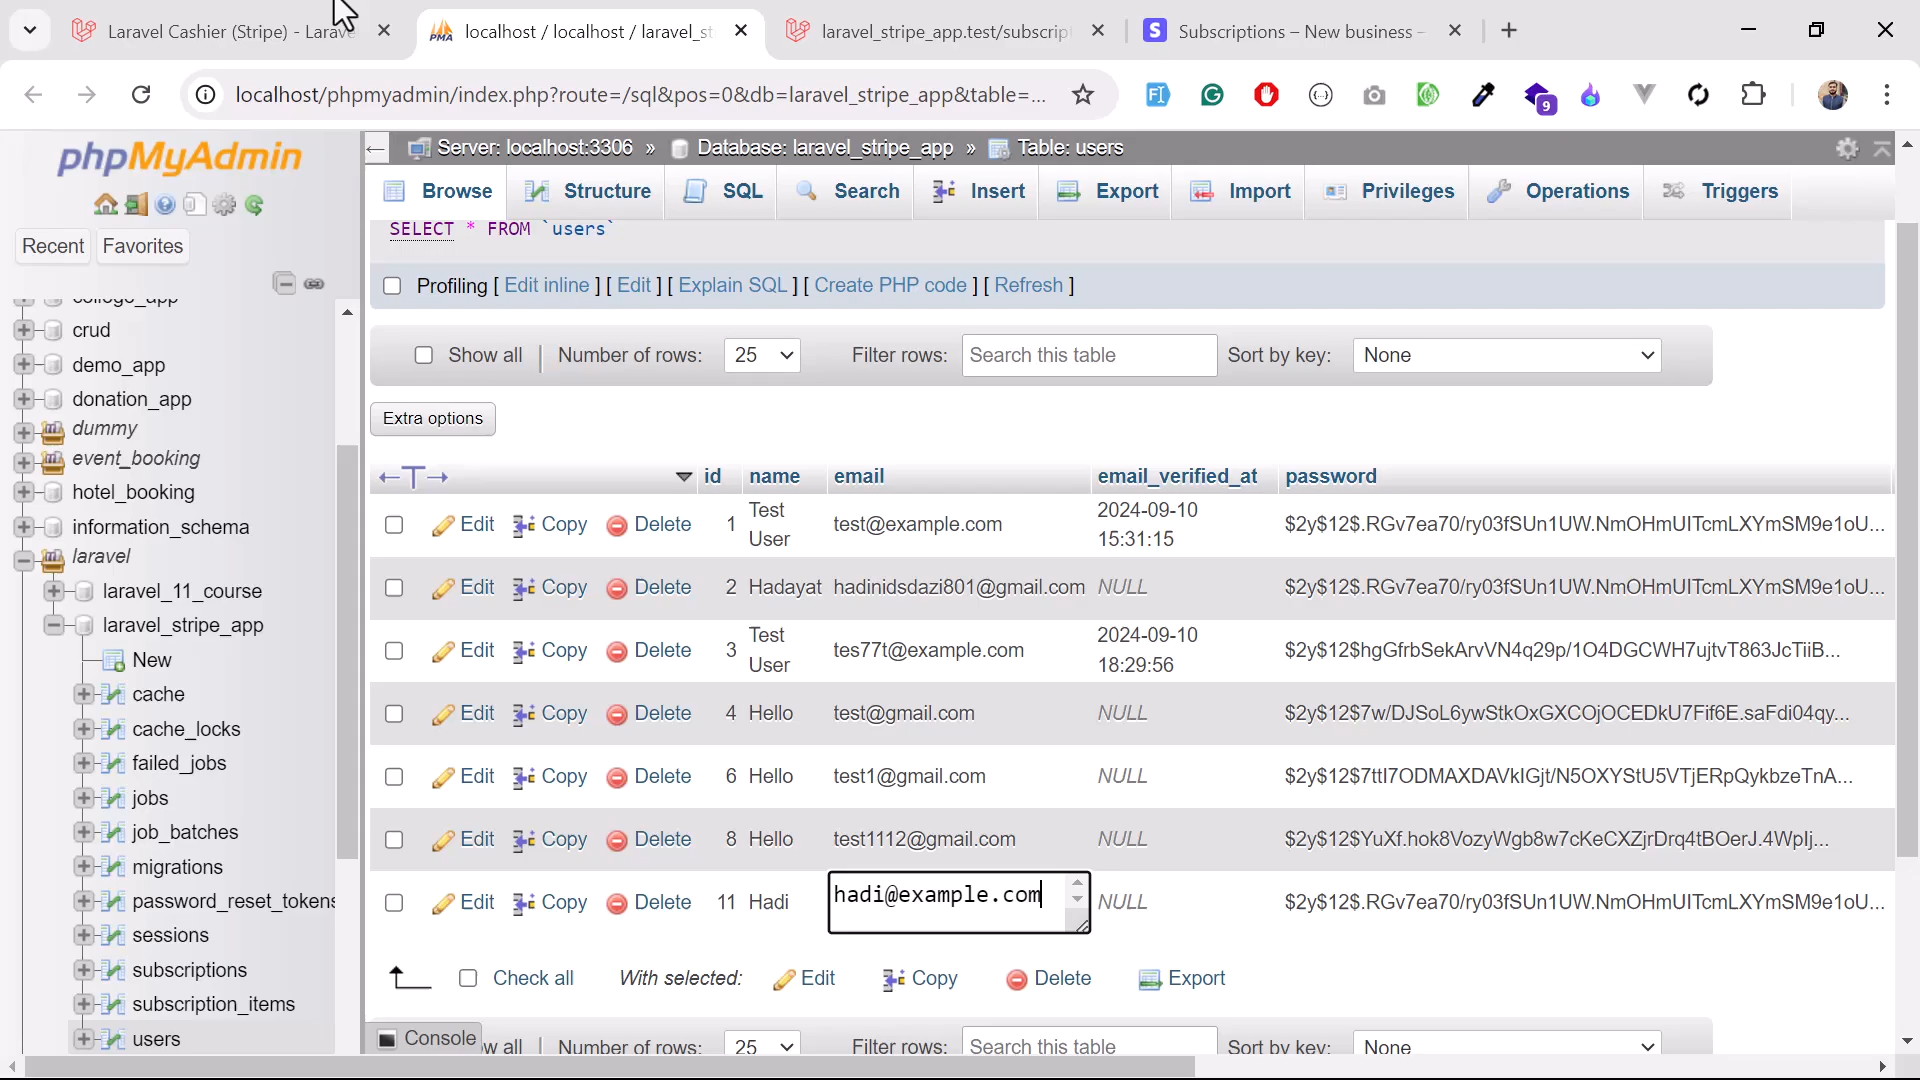 Laravel Cashier (Stripe) - Larave
localhost / localhost / laravel_st
laravel_stripe_app.test/subscrip
Subscriptions – New business –
localhost/phpmyadmin/index.php?route=/sql&pos=0&db=laravel_stripe_app&table=...
9
phpMyAdmin
Recent
Favorites
college_app
crud
demo_app
donation_app
dummy
event_booking
hotel_booking
information_schema
laravel
laravel_11_course
laravel_stripe_app
New
cache
cache_locks
failed_jobs
jobs
job_batches
migrations
password_reset_tokens
sessions
subscriptions
subscription_items
users
Server: localhost:3306 » Database: laravel_stripe_app » Table: users
Browse Structure SQL Search Insert Export Import Privileges Operations Triggers
SELECT * FROM `users`
Profiling [ Edit inline ] [ Edit ] [ Explain SQL ] [ Create PHP code ] [ Refresh ]
Show all | Number of rows: 25 Filter rows: Search this table Sort by key: None
Extra options
←T→ id name email email_verified_at password
Edit Copy Delete 1 Test User test@example.com 2024-09-10 15:31:15 $2y$12$.RGv7ea70/ry03fSUn1UW.NmOHmUITcmLXYmSM9e1oU...
Edit Copy Delete 2 Hadayat hadinidsdazi801@gmail.com NULL $2y$12$.RGv7ea70/ry03fSUn1UW.NmOHmUITcmLXYmSM9e1oU...
Edit Copy Delete 3 Test User tes77t@example.com 2024-09-10 18:29:56 $2y$12$hgGfrbSekArvVN4q29p/1O4DGCWH7ujtvT863JcTiiB...
Edit Copy Delete 4 Hello test@gmail.com NULL $2y$12$7w/DJSoL6ywStkOxGXCOjOCEDkU7Fif6E.saFdi04qy...
Edit Copy Delete 6 Hello test1@gmail.com NULL $2y$12$7ttI7ODMAXDAVkIGjt/N5OXYStU5VTjERpQykbzeTnA...
Edit Copy Delete 8 Hello test1112@gmail.com NULL $2y$12$YuXf.hok8VozyWgb8w7cKeCXZjrDrq4tBOerJ.4WpIj...
Edit Copy Delete 11 Hadi hadi@example.com NULL $2y$12$.RGv7ea70/ry03fSUn1UW.NmOHmUITcmLXYmSM9e1oU...
Check all With selected: Edit Copy Delete Export
Console
w all | Number of rows: 25 Filter rows: Search this table Sort by key: None